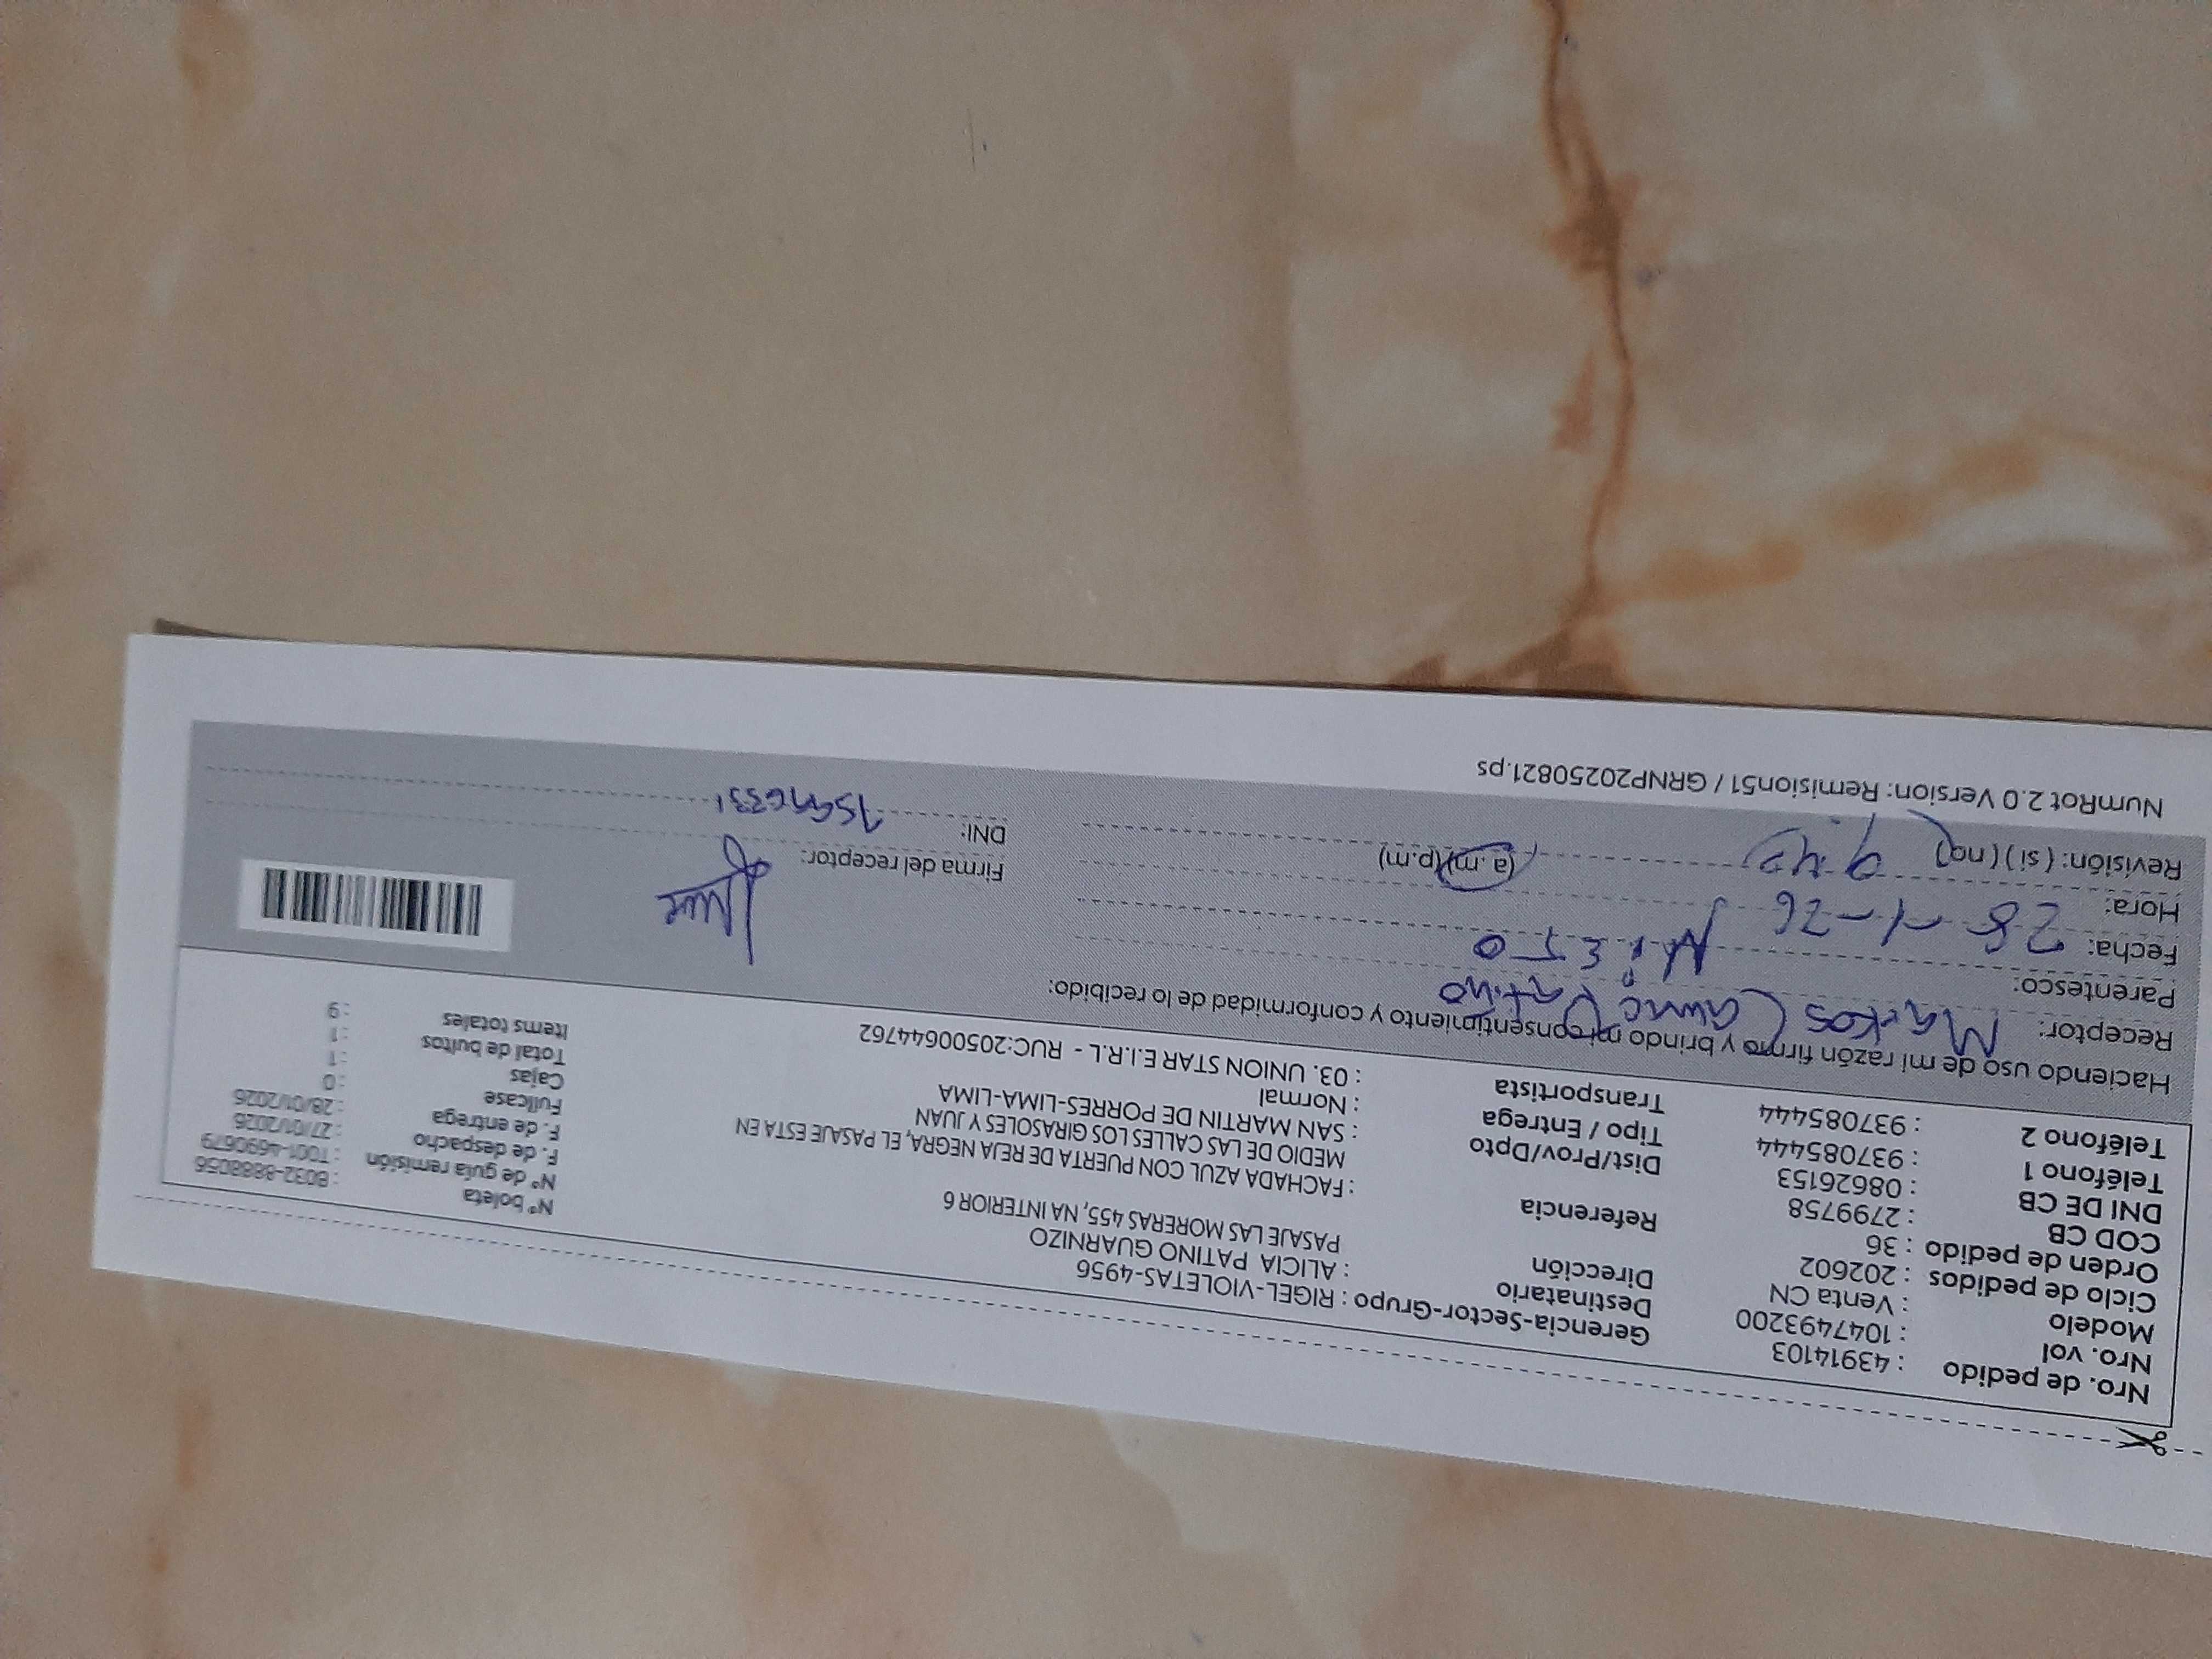 Nro. de pedido : 43914103
Nro. vol : 1047493200
Modelo : Venta CN
Ciclo de pedidos : 202602
Orden de pedido : 36
COD CB : 2799758
DNI DE CB : 08626153
Teléfono 1 : 937085444
Teléfono 2 : 937085444
Gerencia-Sector-Grupo : RIGEL-VIOLETAS-4956
Destinatario : ALICIA PATINO GUARNIZO
Dirección PASAJE LAS MORERAS 455, NA INTERIOR 6
Referencia : FACHADA AZUL CON PUERTA DE REJA NEGRA, EL PASAJE ESTA EN
MEDIO DE LAS CALLES LOS GIRASOLES Y JUAN
Dist/Prov/Dpto : SAN MARTIN DE PORRES-LIMA-LIMA
Tipo / Entrega : Normal
Transportista : 03. UNION STAR E.I.R.L - RUC:20500644762
N° boleta : B032-8888056
N° de guía remisión : T001-4690679
F. de despacho : 27/01/2026
F. de entrega : 28/01/2026
Fullcase : 0
Cajas : 1
Total de bultos : 1
Items totales : 9
Haciendo uso de mi razón firmo y brindo mi consentimiento y conformidad de lo recibido:
Receptor: Markos Patiño
Parentesco: Nieto
Fecha: 28-1-26
Hora: 9:40 (a.m)(p.m)
Revisión: (si) (no)
Firma del receptor:
DNI:
NumRot 2.0 Version: Remision51 / GRNP20250821.ps